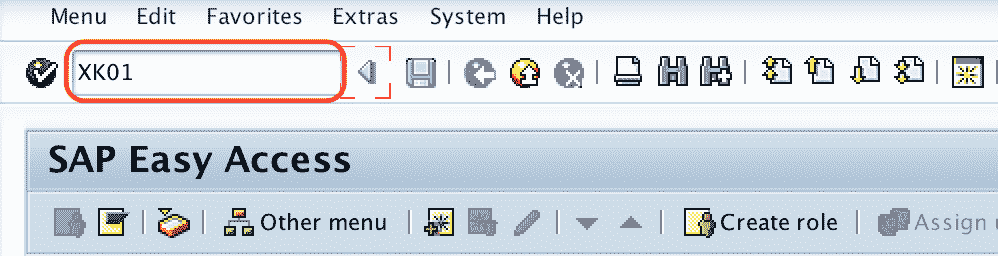 Menu Edit Favorites Extras System Help
XK01
SAP Easy Access
Other menu Create role Assign